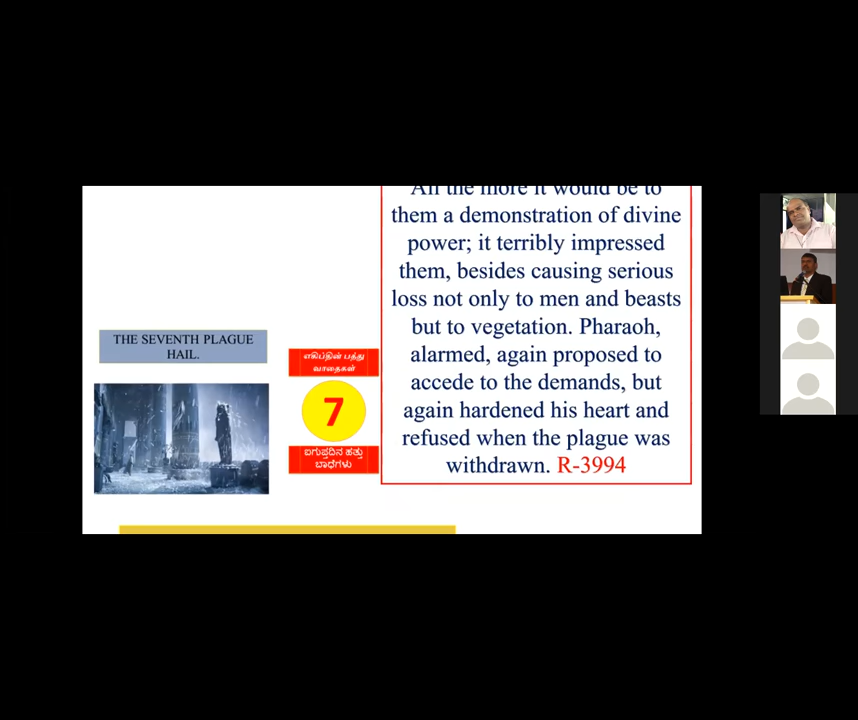 All the more it would be to
them a demonstration of divine
power; it terribly impressed
them, besides causing serious
loss not only to men and beasts
but to vegetation. Pharaoh,
alarmed, again proposed to
accede to the demands, but
again hardened his heart and
refused when the plague was
withdrawn. R-3994
THE SEVENTH PLAGUE
HAIL.
எகிப்தின் பத்து
வாதைகள்
7
ಐಗುಪ್ತದಿನ ಹತ್ತು
ಬಾಧೆಗಳು